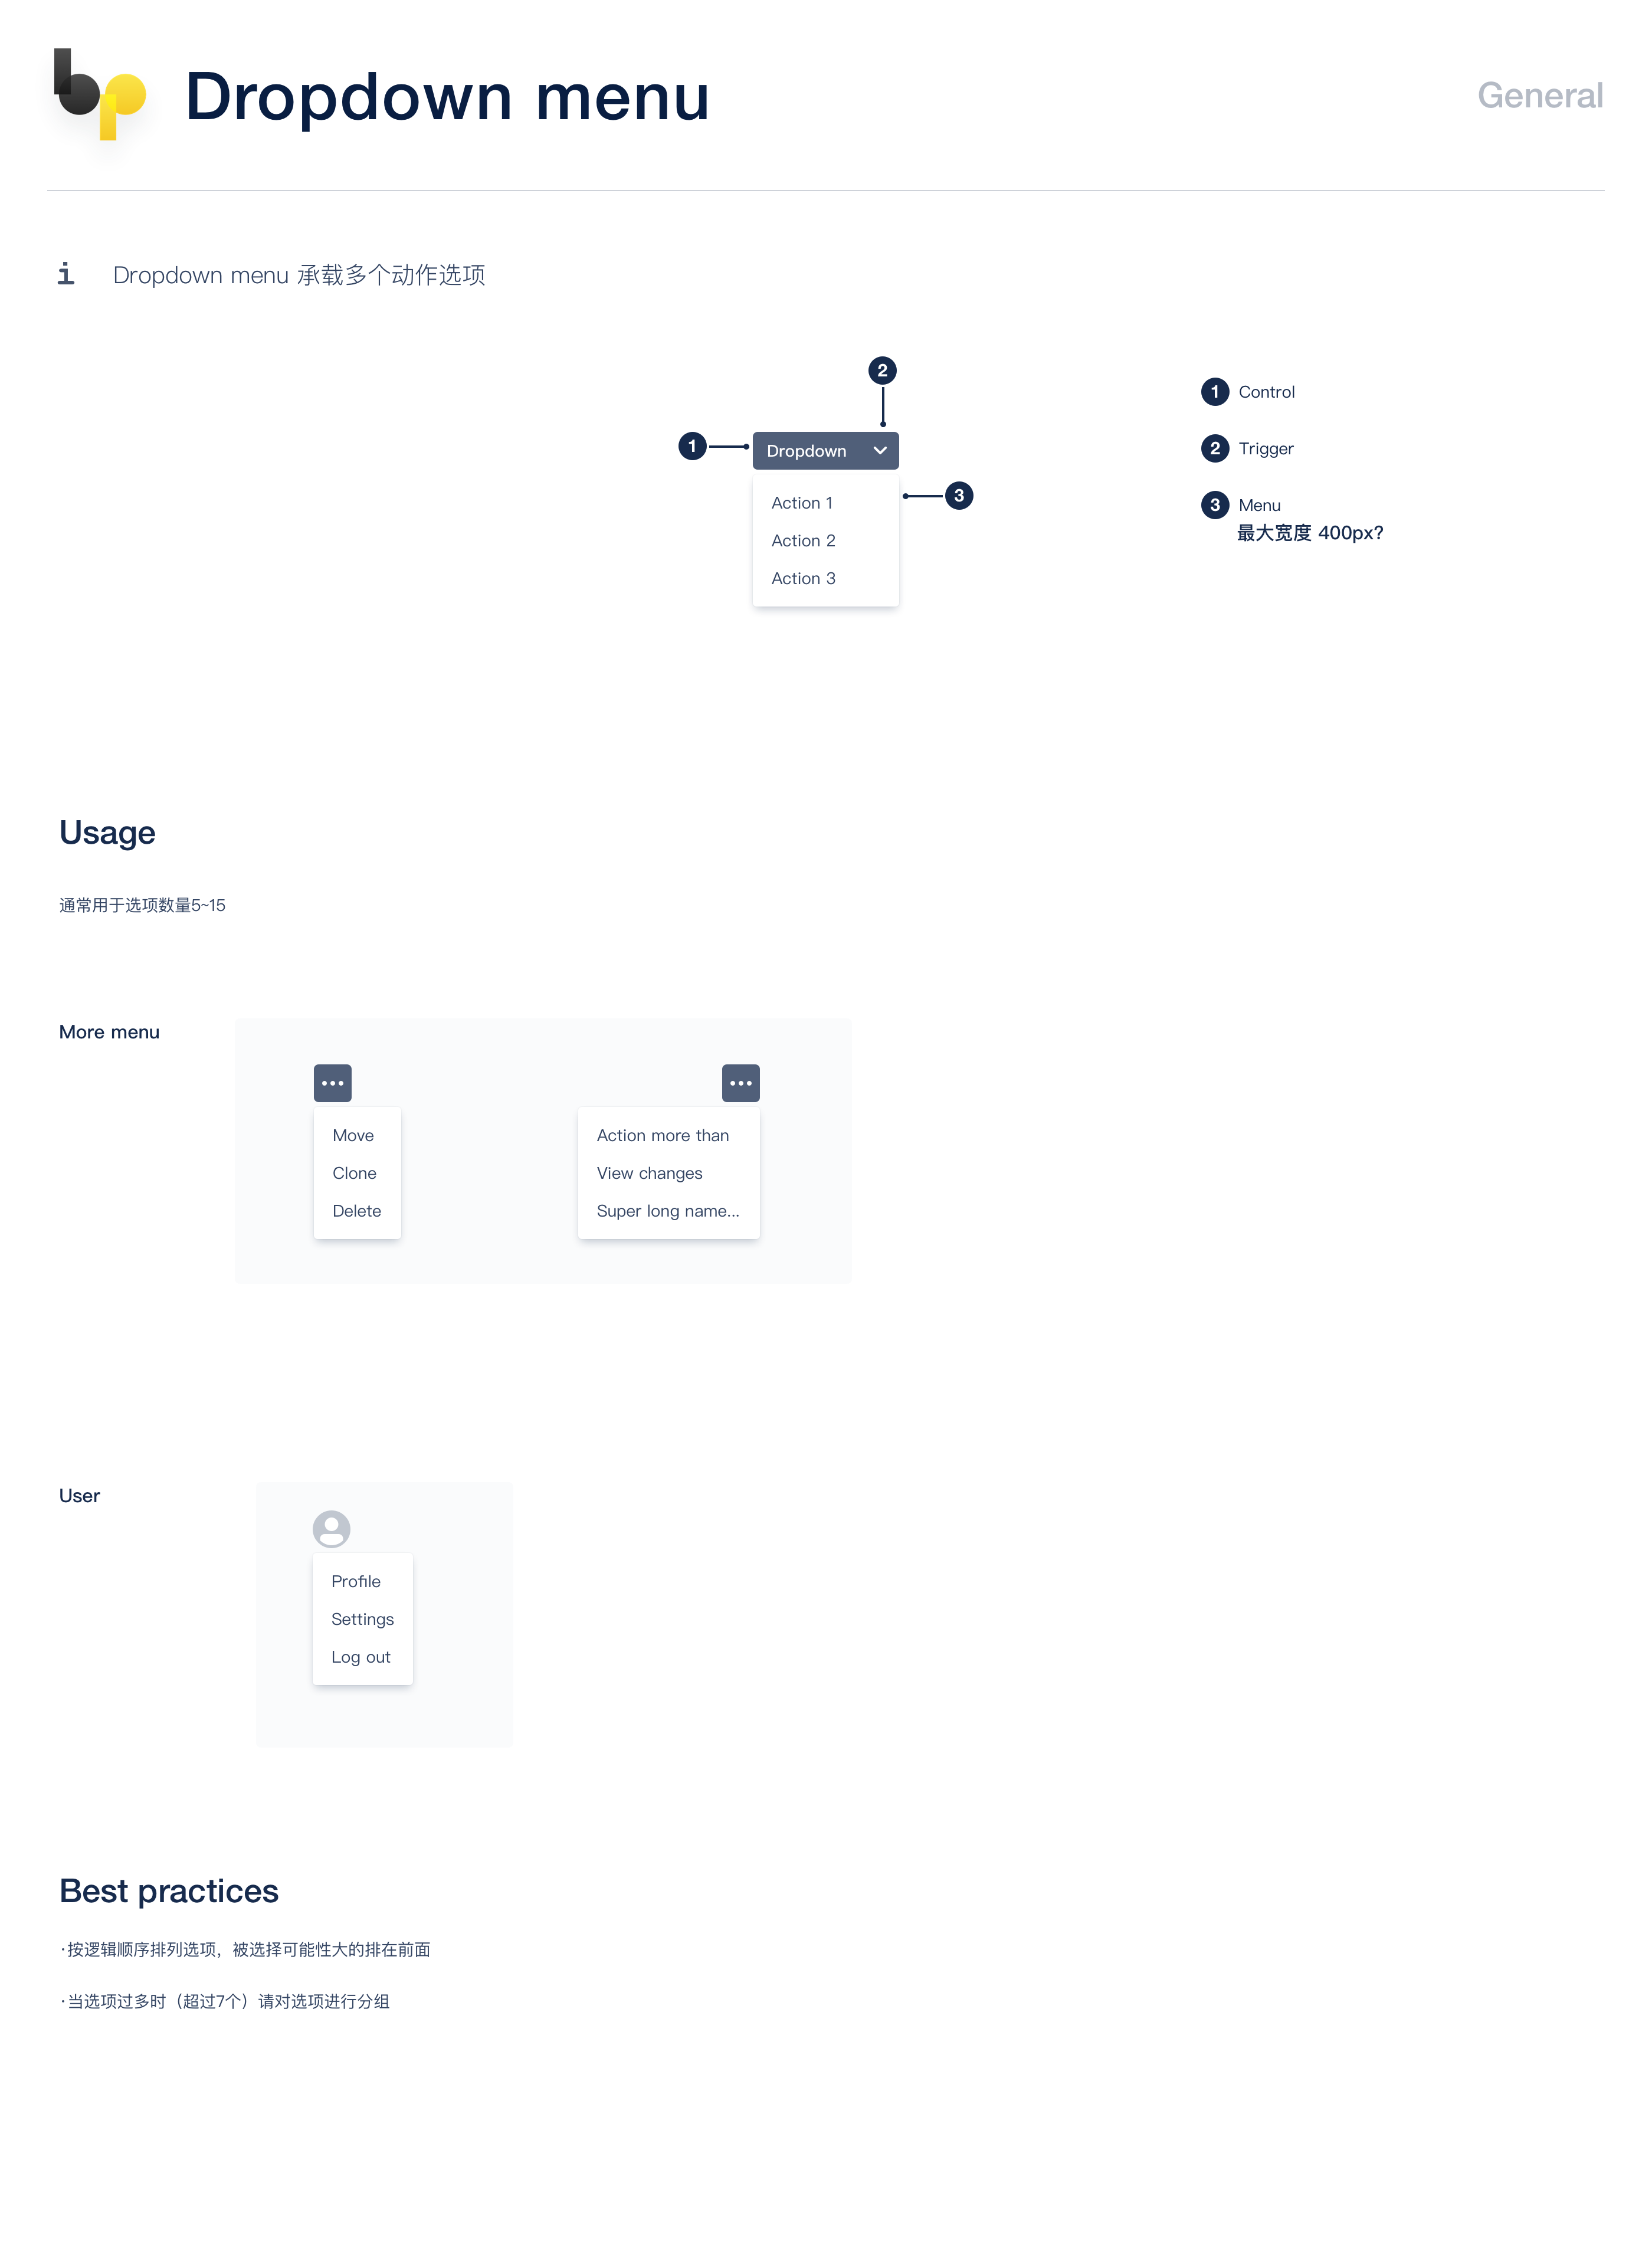 bp
Dropdown menu
General
i
Dropdown menu 承载多个动作选项
2
1
Dropdown
3
Action 1
Action 2
Action 3
1 Control
2 Trigger
3 Menu
最大宽度 400px?
Usage
通常用于选项数量5~15
More menu
Move
Clone
Delete
Action more than
View changes
Super long name...
User
Profile
Settings
Log out
Best practices
·按逻辑顺序排列选项，被选择可能性大的排在前面
·当选项过多时（超过7个）请对选项进行分组